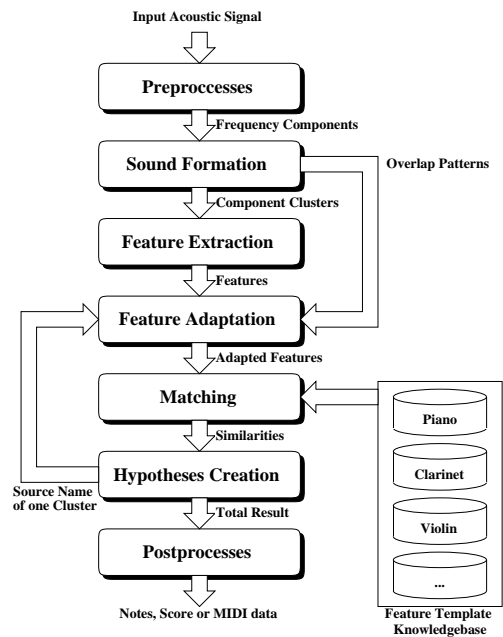 Input Acoustic Signal
Preproccesses
Frequency Components
Sound Formation
Overlap Patterns
Component Clusters
Feature Extraction
Features
Feature Adaptation
Adapted Features
Matching
Piano
Similarities
Clarinet
Hypotheses Creation
Source Name
of one Cluster
Total Result
Violin
Postprocesses
...
Notes, Score or MIDI data
Feature Template
Knowledgebase